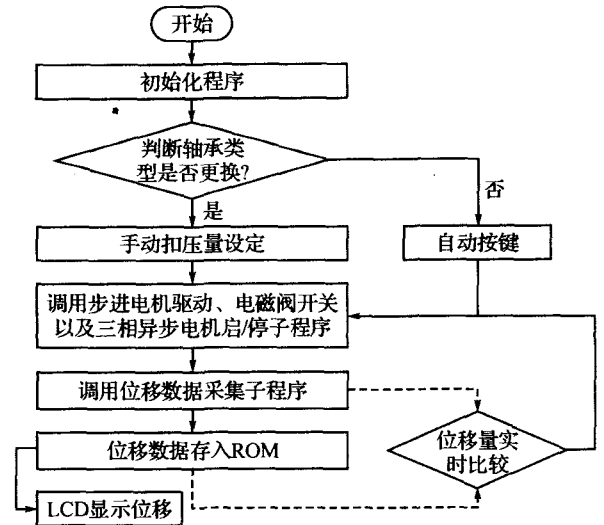 开始
初始化程序
判断轴承类
型是否更换?
否
是
手动扣压量设定
自动按键
调用步进电机驱动、电磁阀开关
以及三相异步电机启/停子程序
调用位移数据采集子程序
位移量实
时比较
位移数据存入ROM
LCD显示位移